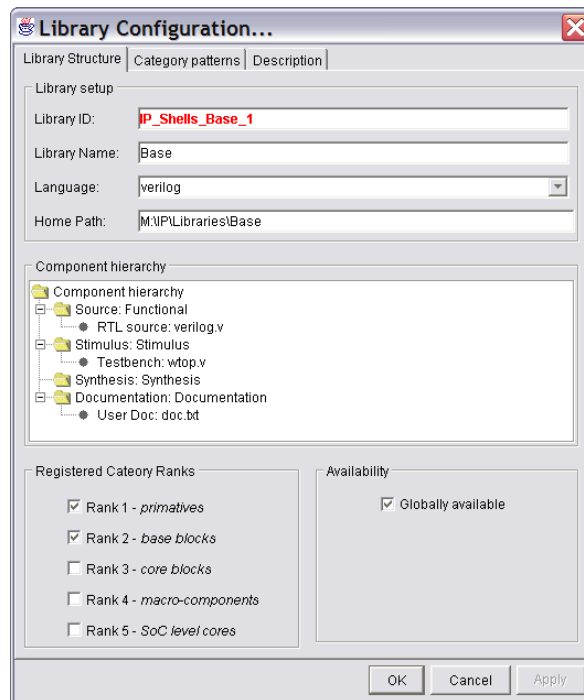 Library Configuration...
Library Structure Category patterns Description
Library setup
Library ID: IP_Shells_Base_1
Library Name: Base
Language: verilog
Home Path: M:\IP\Libraries\Base
Component hierarchy
Component hierarchy
Source: Functional
RTL source: verilog.v
Stimulus: Stimulus
Testbench: wtop.v
Synthesis: Synthesis
Documentation: Documentation
User Doc: doc.txt
Registered Cateory Ranks Availability
Rank 1 - primatives Globally available
Rank 2 - base blocks
Rank 3 - core blocks
Rank 4 - macro-components
Rank 5 - SoC level cores
OK Cancel Apply